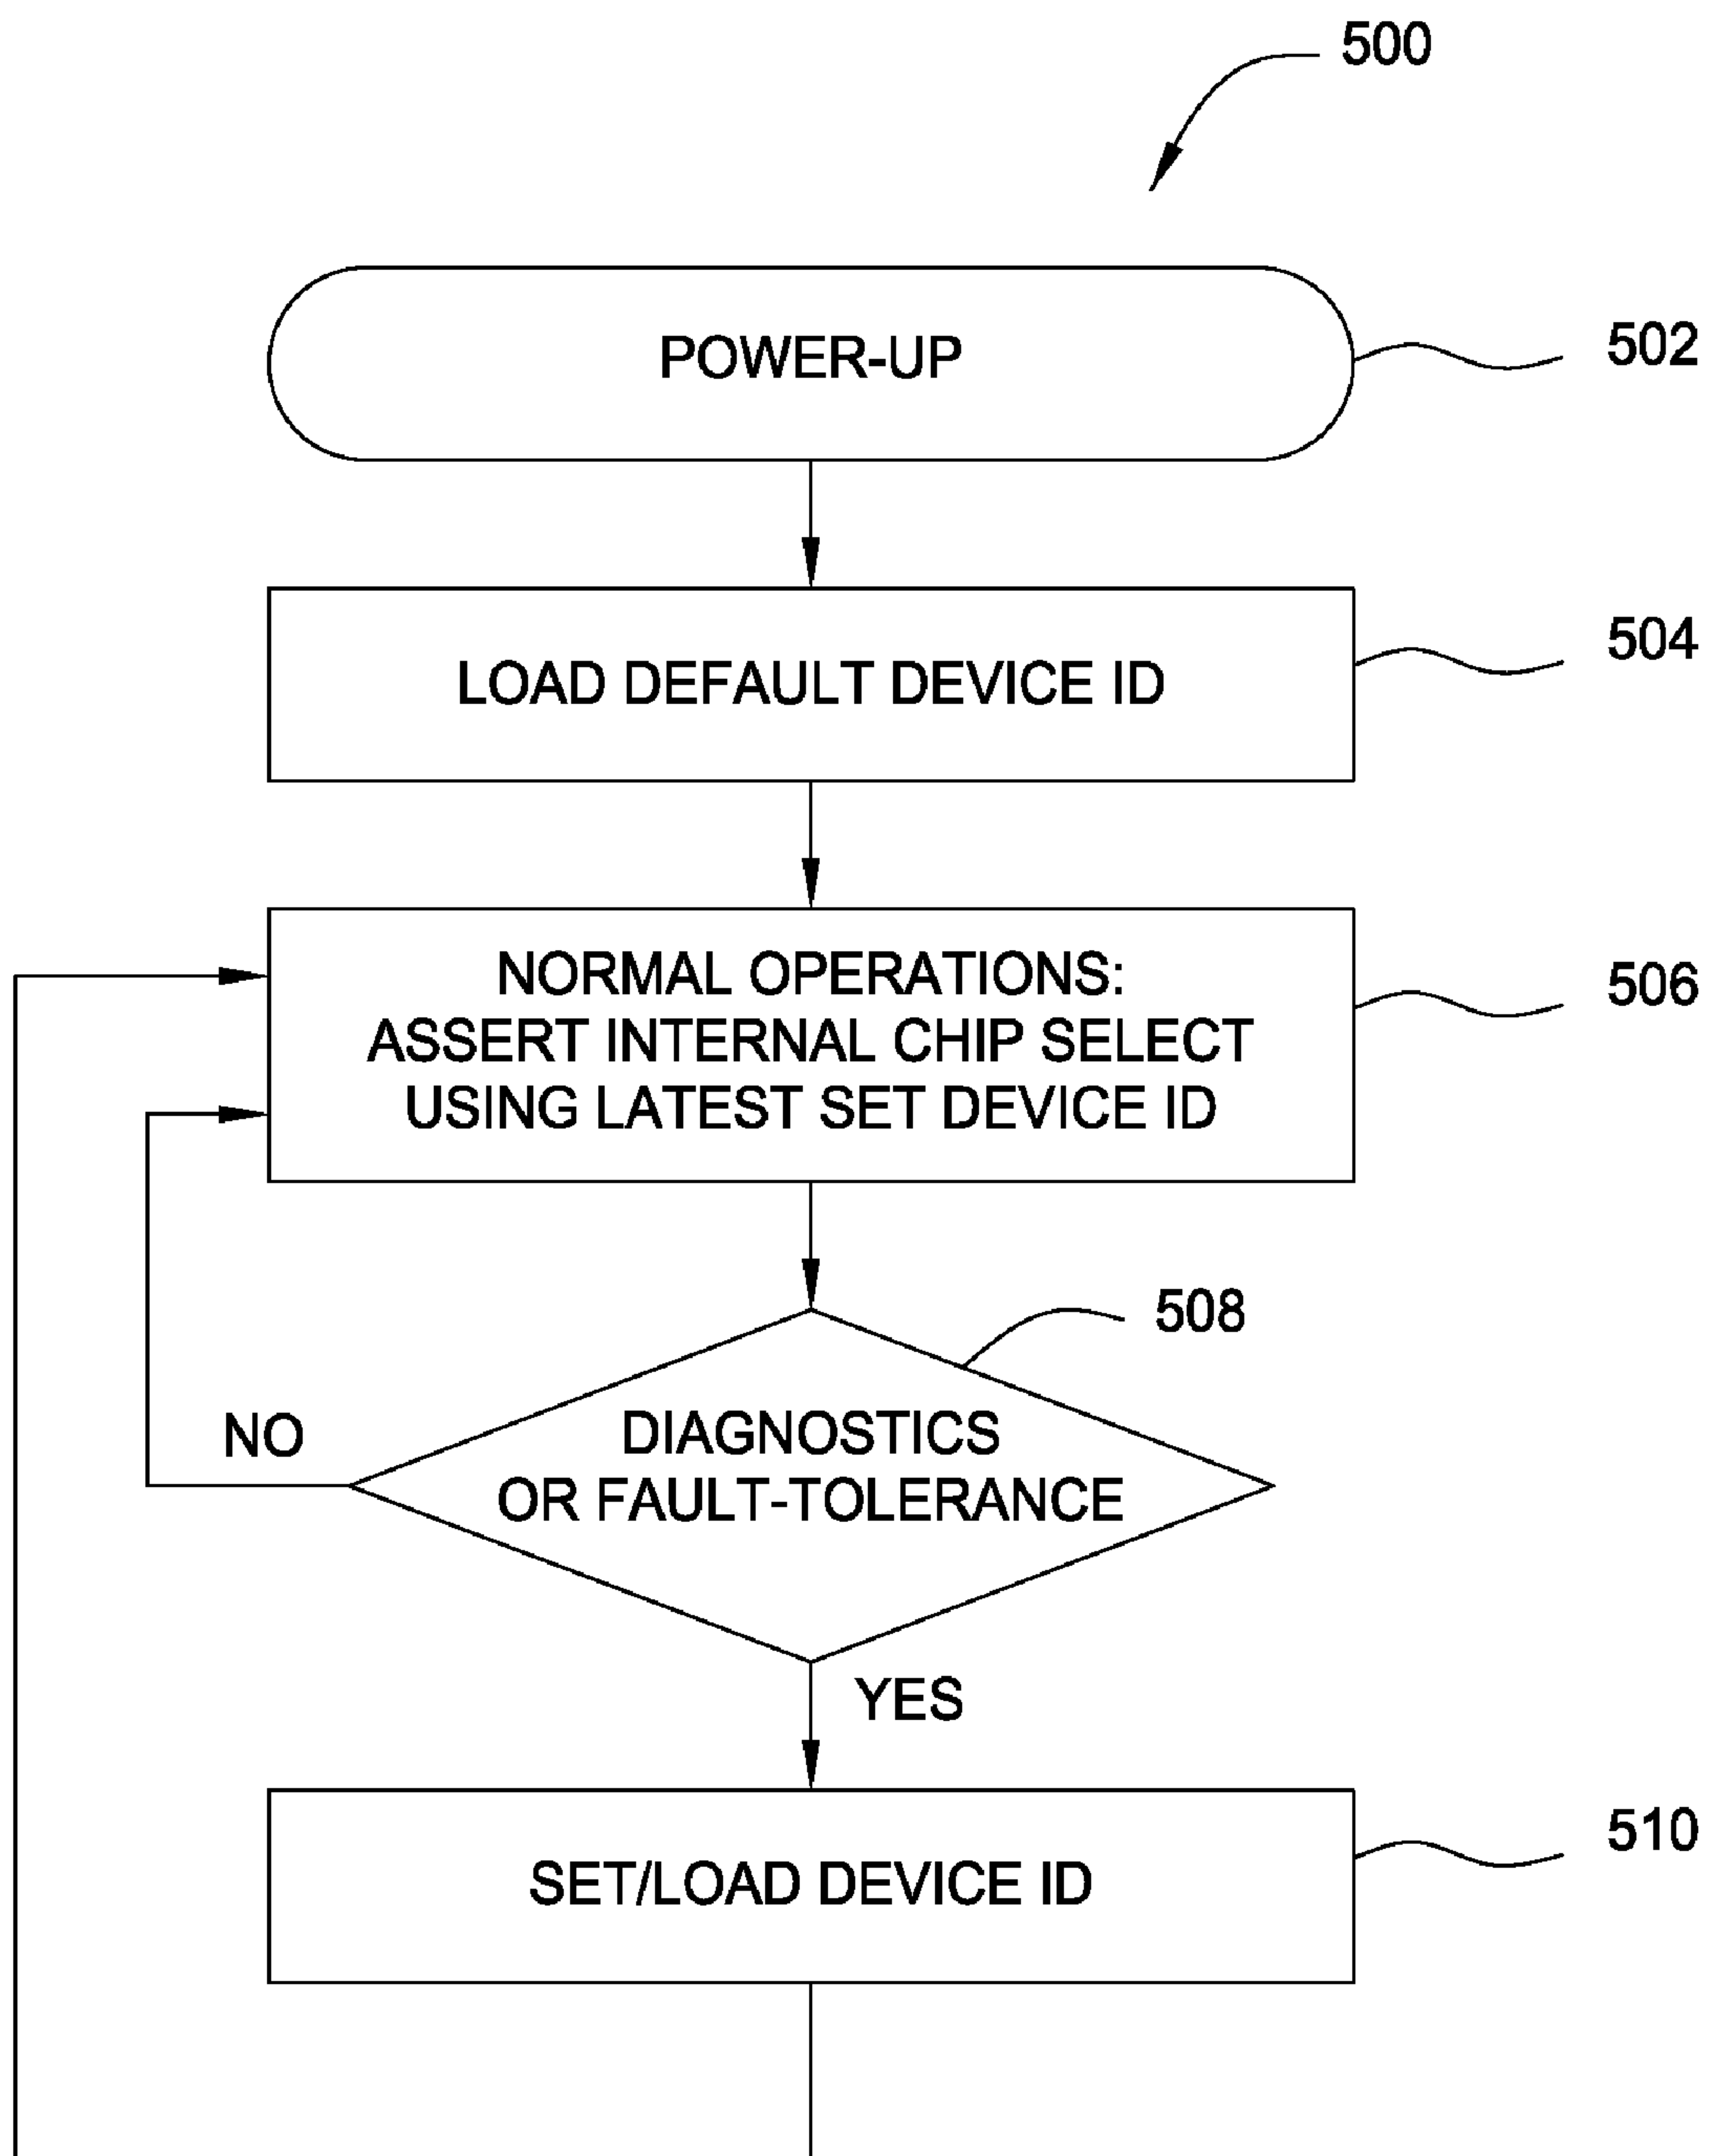 500
POWER-UP
502
LOAD DEFAULT DEVICE ID
504
NORMAL OPERATIONS:
ASSERT INTERNAL CHIP SELECT
USING LATEST SET DEVICE ID
506
508
DIAGNOSTICS
OR FAULT-TOLERANCE
NO
YES
SET/LOAD DEVICE ID
510